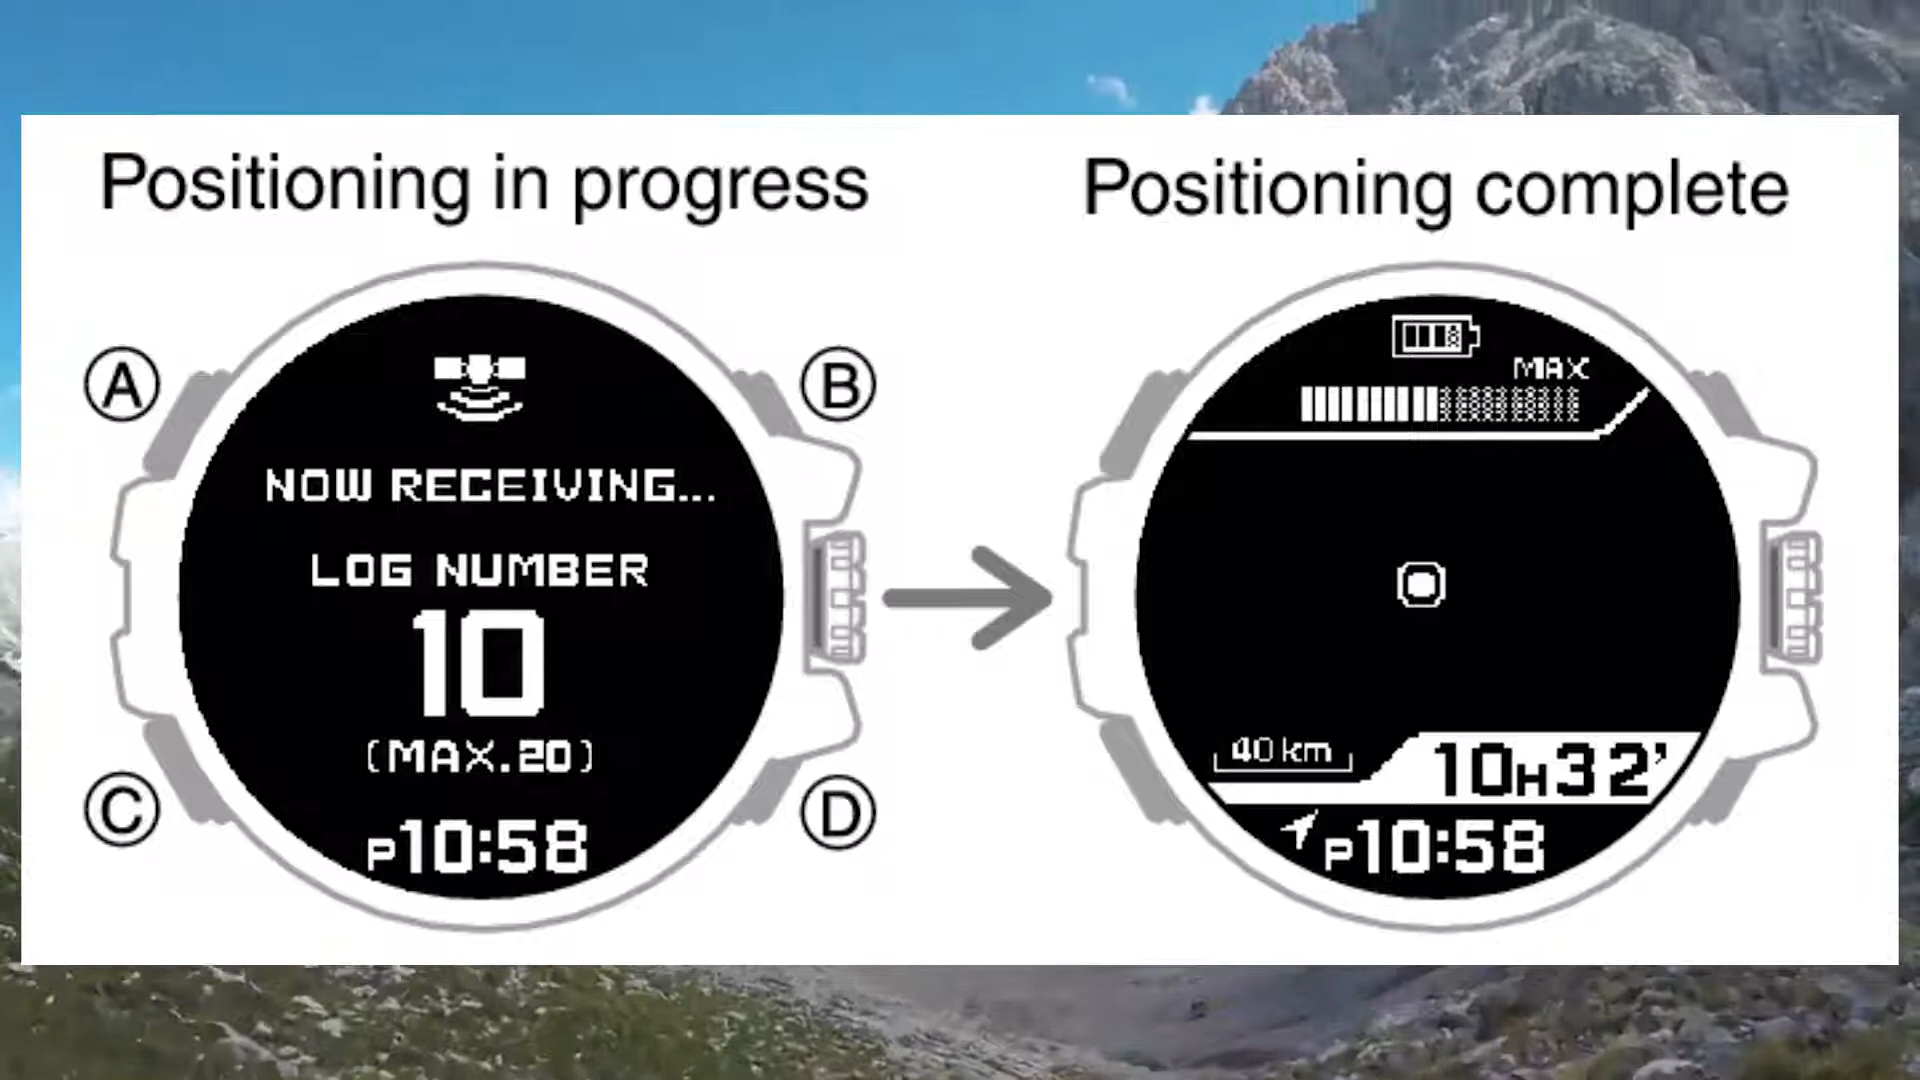 Positioning in progress
Positioning complete
A
B
NOW RECEIVING...
LOG NUMBER
10
(MAX.20)
P10:58
C
D
MAX
40 km
10H32’
P10:58